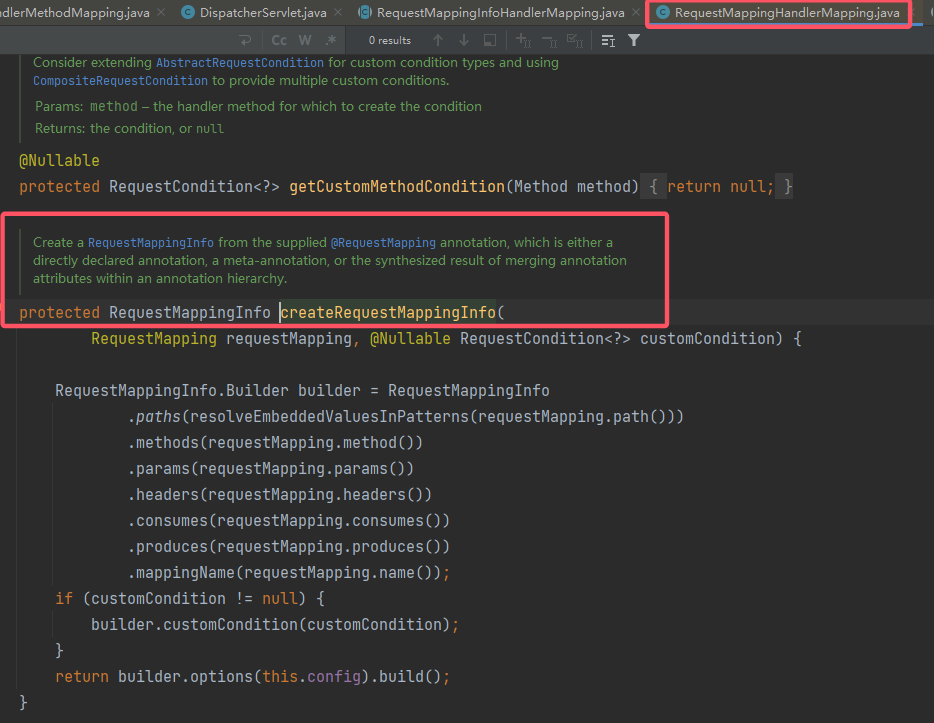 ndlerMethodMapping.java × DispatcherServlet.java × RequestMappingInfoHandlerMapping.java × RequestMappingHandlerMapping.java
Cc W .* 0 results
Consider extending AbstractRequestCondition for custom condition types and using
CompositeRequestCondition to provide multiple custom conditions.
Params: method – the handler method for which to create the condition
Returns: the condition, or null
@Nullable
protected RequestCondition<?> getCustomMethodCondition(Method method) { return null; }
Create a RequestMappingInfo from the supplied @RequestMapping annotation, which is either a
directly declared annotation, a meta-annotation, or the synthesized result of merging annotation
attributes within an annotation hierarchy.
protected RequestMappingInfo createRequestMappingInfo(
RequestMapping requestMapping, @Nullable RequestCondition<?> customCondition) {
RequestMappingInfo.Builder builder = RequestMappingInfo
.paths(resolveEmbeddedValuesInPatterns(requestMapping.path()))
.methods(requestMapping.method())
.params(requestMapping.params())
.headers(requestMapping.headers())
.consumes(requestMapping.consumes())
.produces(requestMapping.produces())
.mappingName(requestMapping.name());
if (customCondition != null) {
builder.customCondition(customCondition);
}
return builder.options(this.config).build();
}